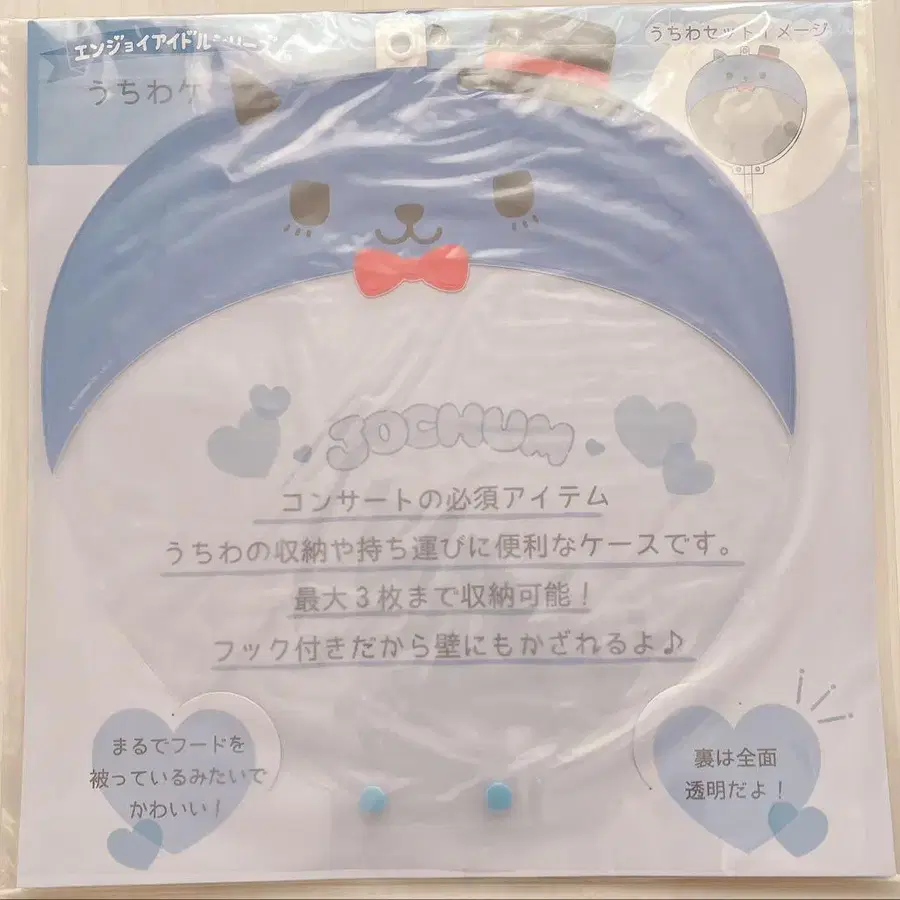 エンジョイアイドルシリーズ
うちわケ
うちわセットイメージ
JOCHUM
コンサートの必須アイテム
うちわの収納や持ち運びに便利なケースです。
最大3枚まで収納可能！
フック付きだから壁にもかざれるよ♪
まるでフードを
被っているみたいで
かわいい！
裏は全面
透明だよ！